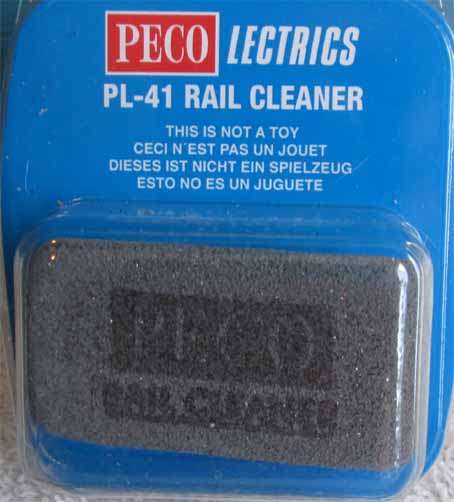 PECO LECTRICS
PL-41 RAIL CLEANER
THIS IS NOT A TOY
CECI N´EST PAS UN JOUET
DIESES IST NICHT EIN SPIELZEUG
ESTO NO ES UN JUGUETE
RAIL CLEANER